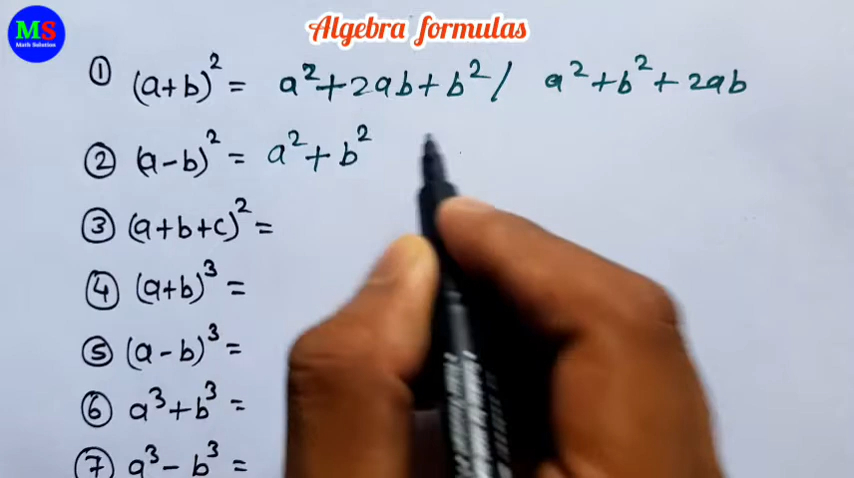 MS
Math Solution
Algebra formulas
① (a+b)² = a²+2ab+b² / a²+b²+2ab
② (a-b)² = a²+b²
③ (a+b+c)² =
④ (a+b)³ =
⑤ (a-b)³ =
⑥ a³+b³ =
⑦ a³-b³ =